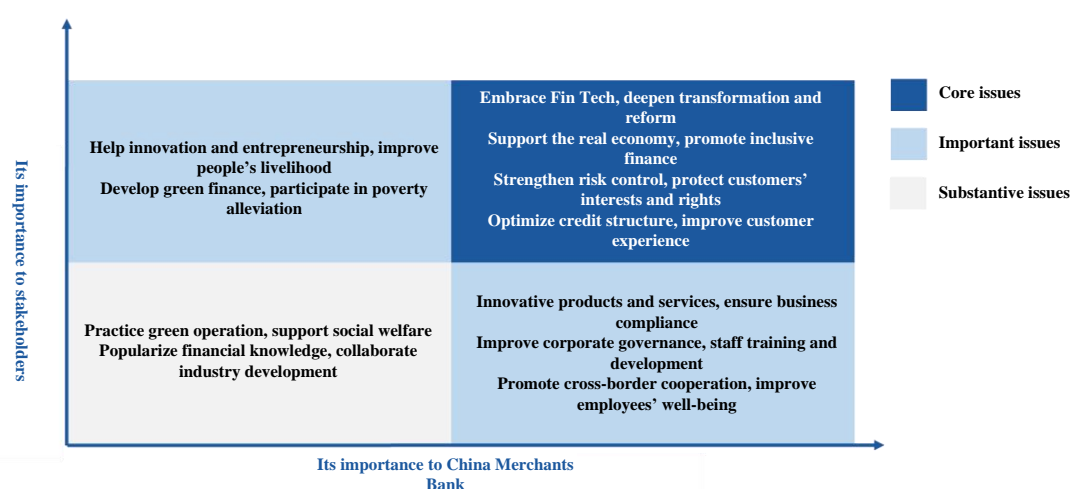 Embrace Fin Tech, deepen transformation and
reform
Support the real economy, promote inclusive
finance
Strengthen risk control, protect customers’
interests and rights
Optimize credit structure, improve customer
experience
Help innovation and entrepreneurship, improve
people’s livelihood
Develop green finance, participate in poverty
alleviation
Core issues
Important issues
Substantive issues
Its importance to stakeholders
Practice green operation, support social welfare
Popularize financial knowledge, collaborate
industry development
Innovative products and services, ensure business
compliance
Improve corporate governance, staff training and
development
Promote cross-border cooperation, improve
employees’ well-being
Its importance to China Merchants
Bank